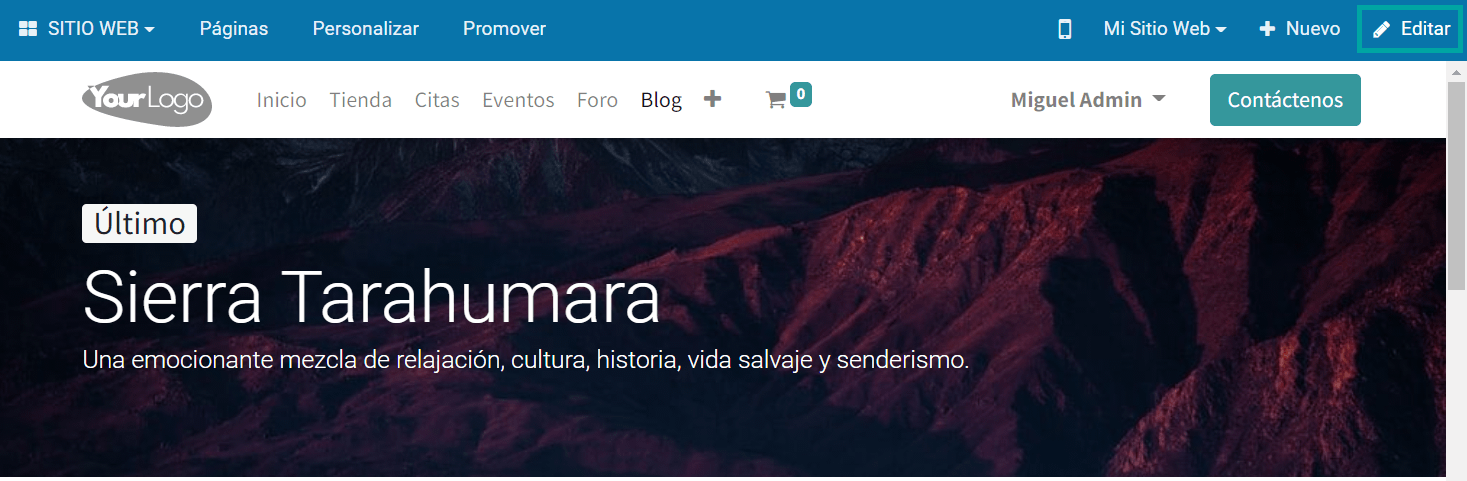 SITIO WEB Páginas Personalizar Promover Mi Sitio Web Nuevo Editar
YourLogo Inicio Tienda Citas Eventos Foro Blog 0 Miguel Admin Contáctenos
Último
Sierra Tarahumara
Una emocionante mezcla de relajación, cultura, historia, vida salvaje y senderismo.